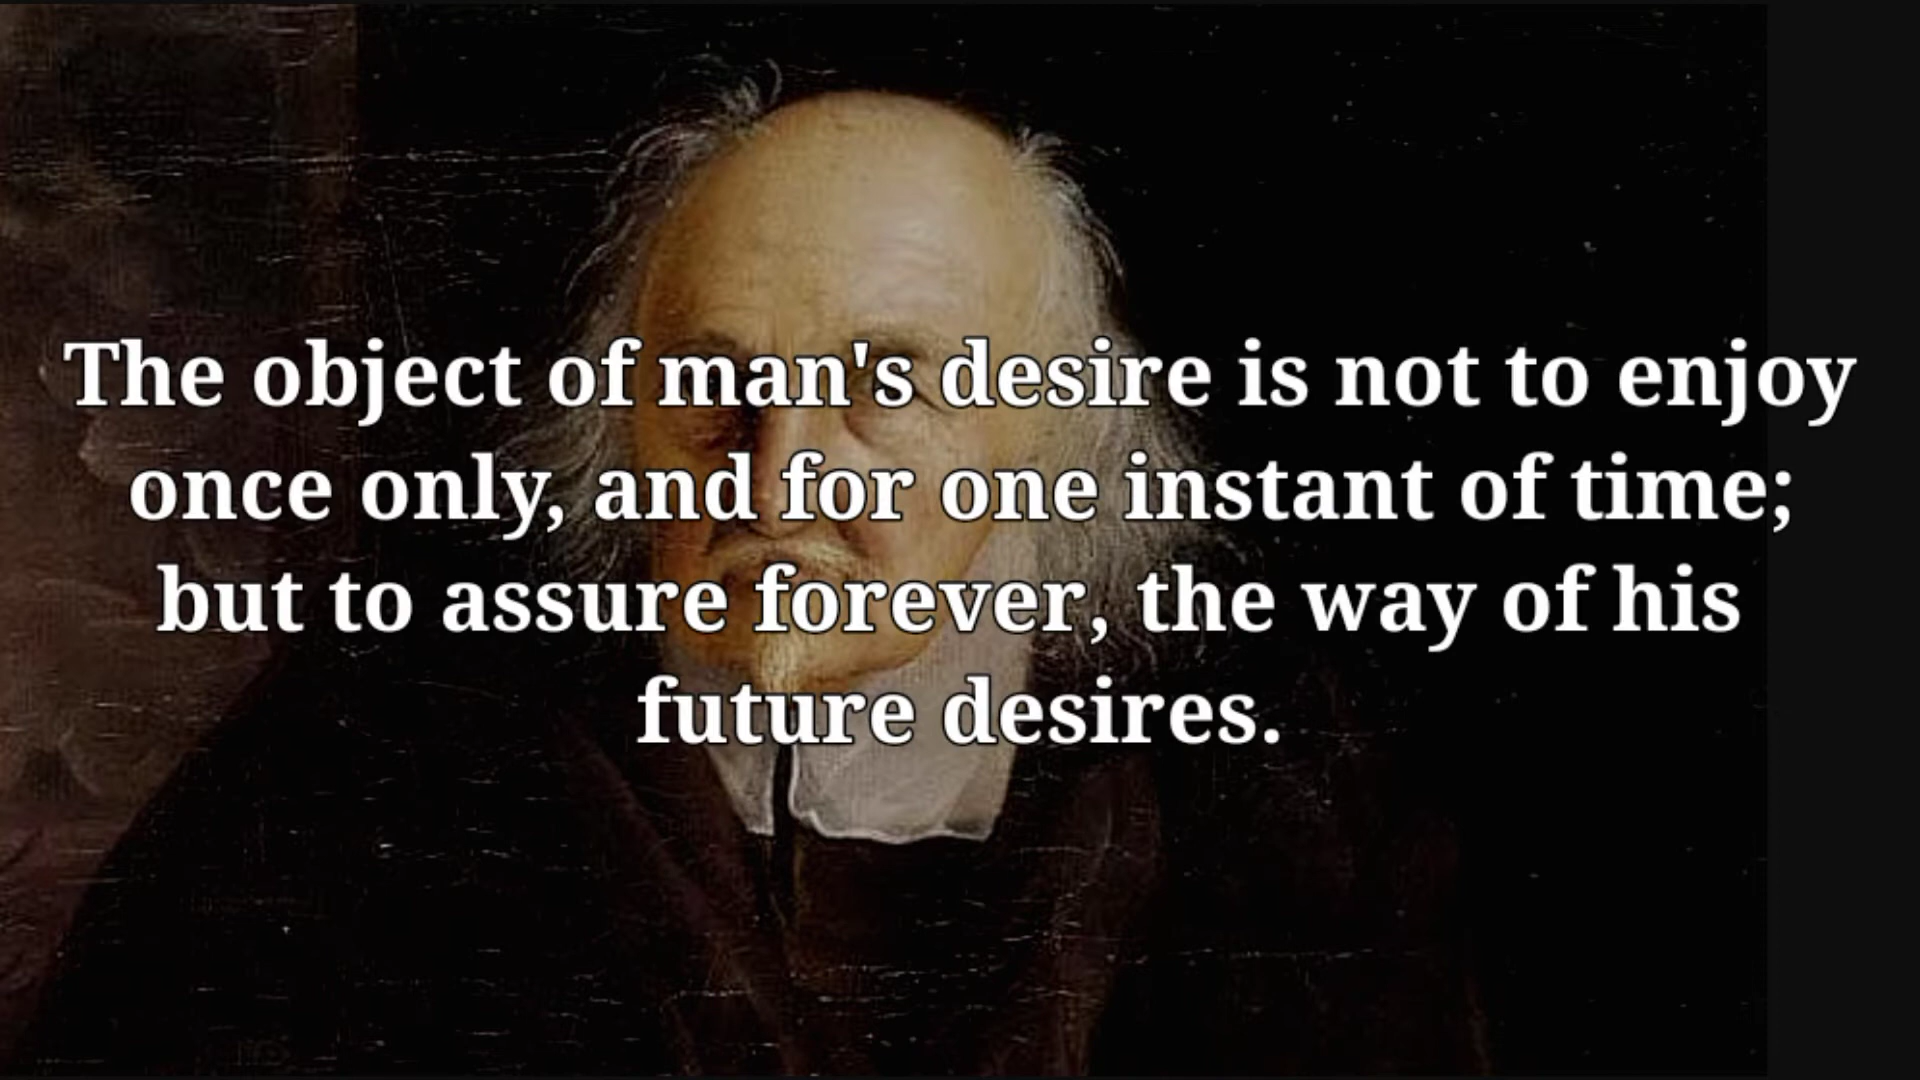 The object of man's desire is not to enjoy
once only, and for one instant of time;
but to assure forever, the way of his
future desires.